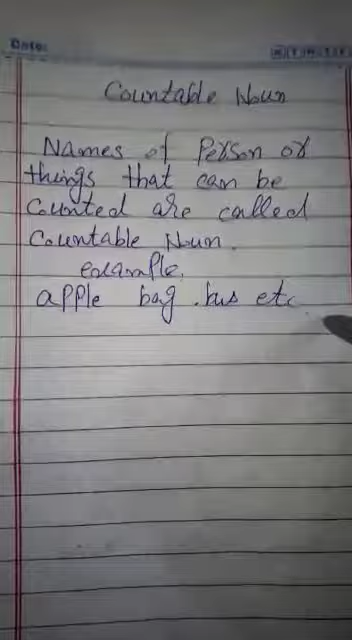 Date:
M T W T F S
Countable Noun
Names of Person or
things that can be
Counted are called
Countable Noun.
example.
apple bag .bus etc